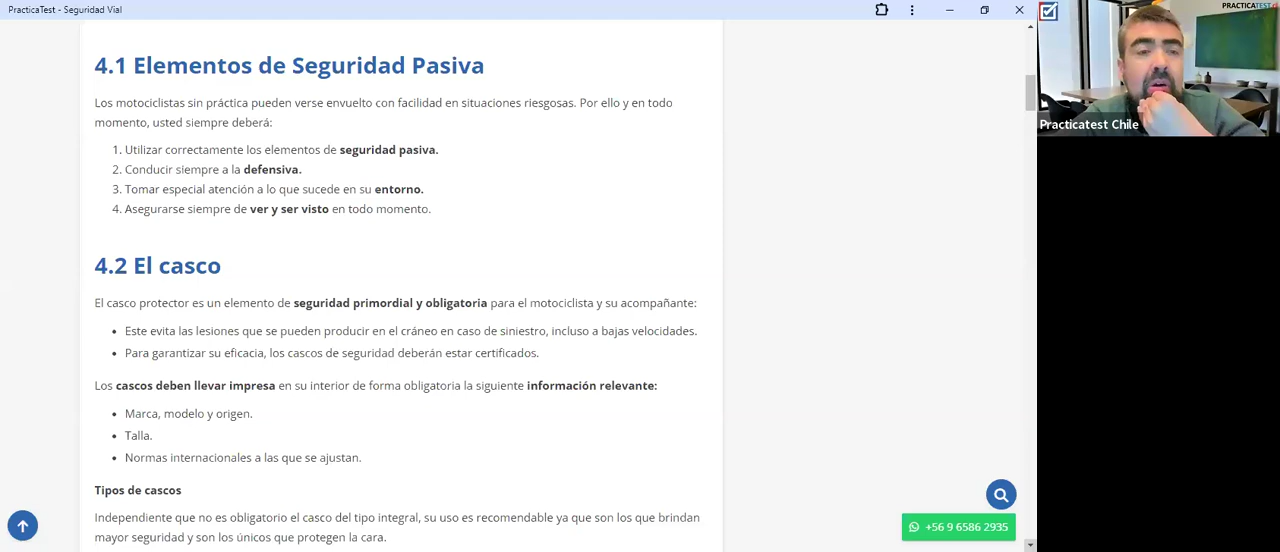 PracticaTest - Seguridad Vial
PRACTICATEST
4.1 Elementos de Seguridad Pasiva
Los motociclistas sin práctica pueden verse envuelto con facilidad en situaciones riesgosas. Por ello y en todo
momento, usted siempre deberá:
1. Utilizar correctamente los elementos de seguridad pasiva.
2. Conducir siempre a la defensiva.
3. Tomar especial atención a lo que sucede en su entorno.
4. Asegurarse siempre de ver y ser visto en todo momento.
Practicatest Chile
4.2 El casco
El casco protector es un elemento de seguridad primordial y obligatoria para el motociclista y su acompañante:
• Este evita las lesiones que se pueden producir en el cráneo en caso de siniestro, incluso a bajas velocidades.
• Para garantizar su eficacia, los cascos de seguridad deberán estar certificados.
Los cascos deben llevar impresa en su interior de forma obligatoria la siguiente información relevante:
• Marca, modelo y origen.
• Talla.
• Normas internacionales a las que se ajustan.
Tipos de cascos
Independiente que no es obligatorio el casco del tipo integral, su uso es recomendable ya que son los que brindan
mayor seguridad y son los únicos que protegen la cara.
+56 9 6586 2935